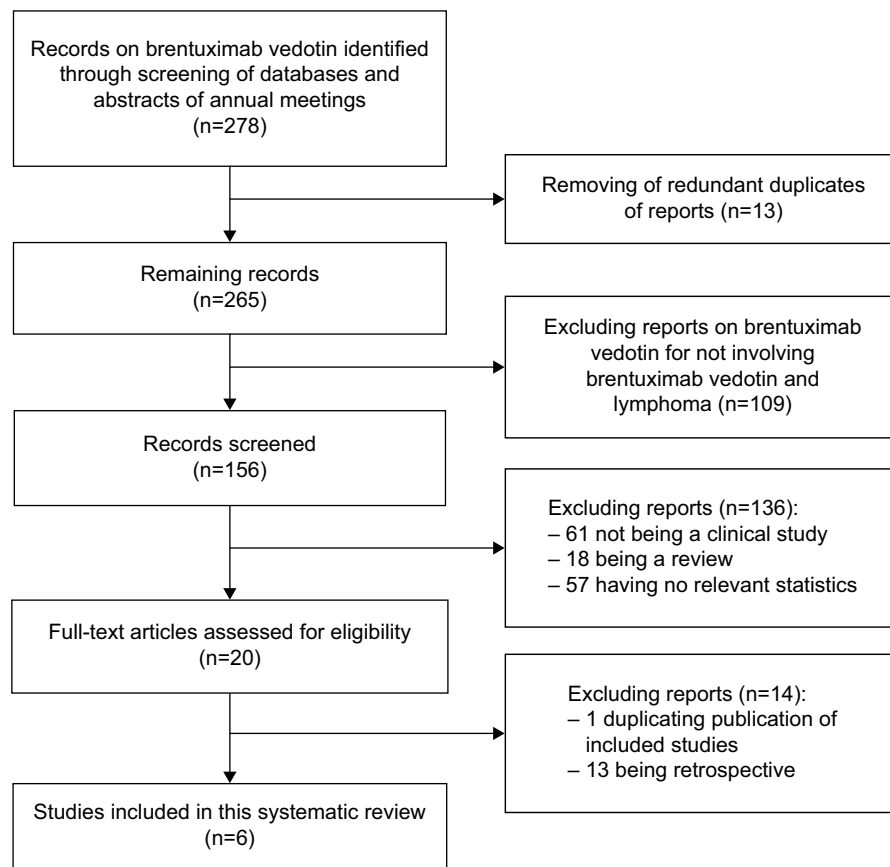 Records on brentuximab vedotin identified
through screening of databases and
abstracts of annual meetings
(n=278)
Removing of redundant duplicates
of reports (n=13)
Remaining records
(n=265)
Excluding reports on brentuximab
vedotin for not involving
brentuximab vedotin and
lymphoma (n=109)
Records screened
(n=156)
Excluding reports (n=136):
– 61 not being a clinical study
– 18 being a review
– 57 having no relevant statistics
Full-text articles assessed for eligibility
(n=20)
Excluding reports (n=14):
– 1 duplicating publication of
included studies
– 13 being retrospective
Studies included in this systematic review
(n=6)